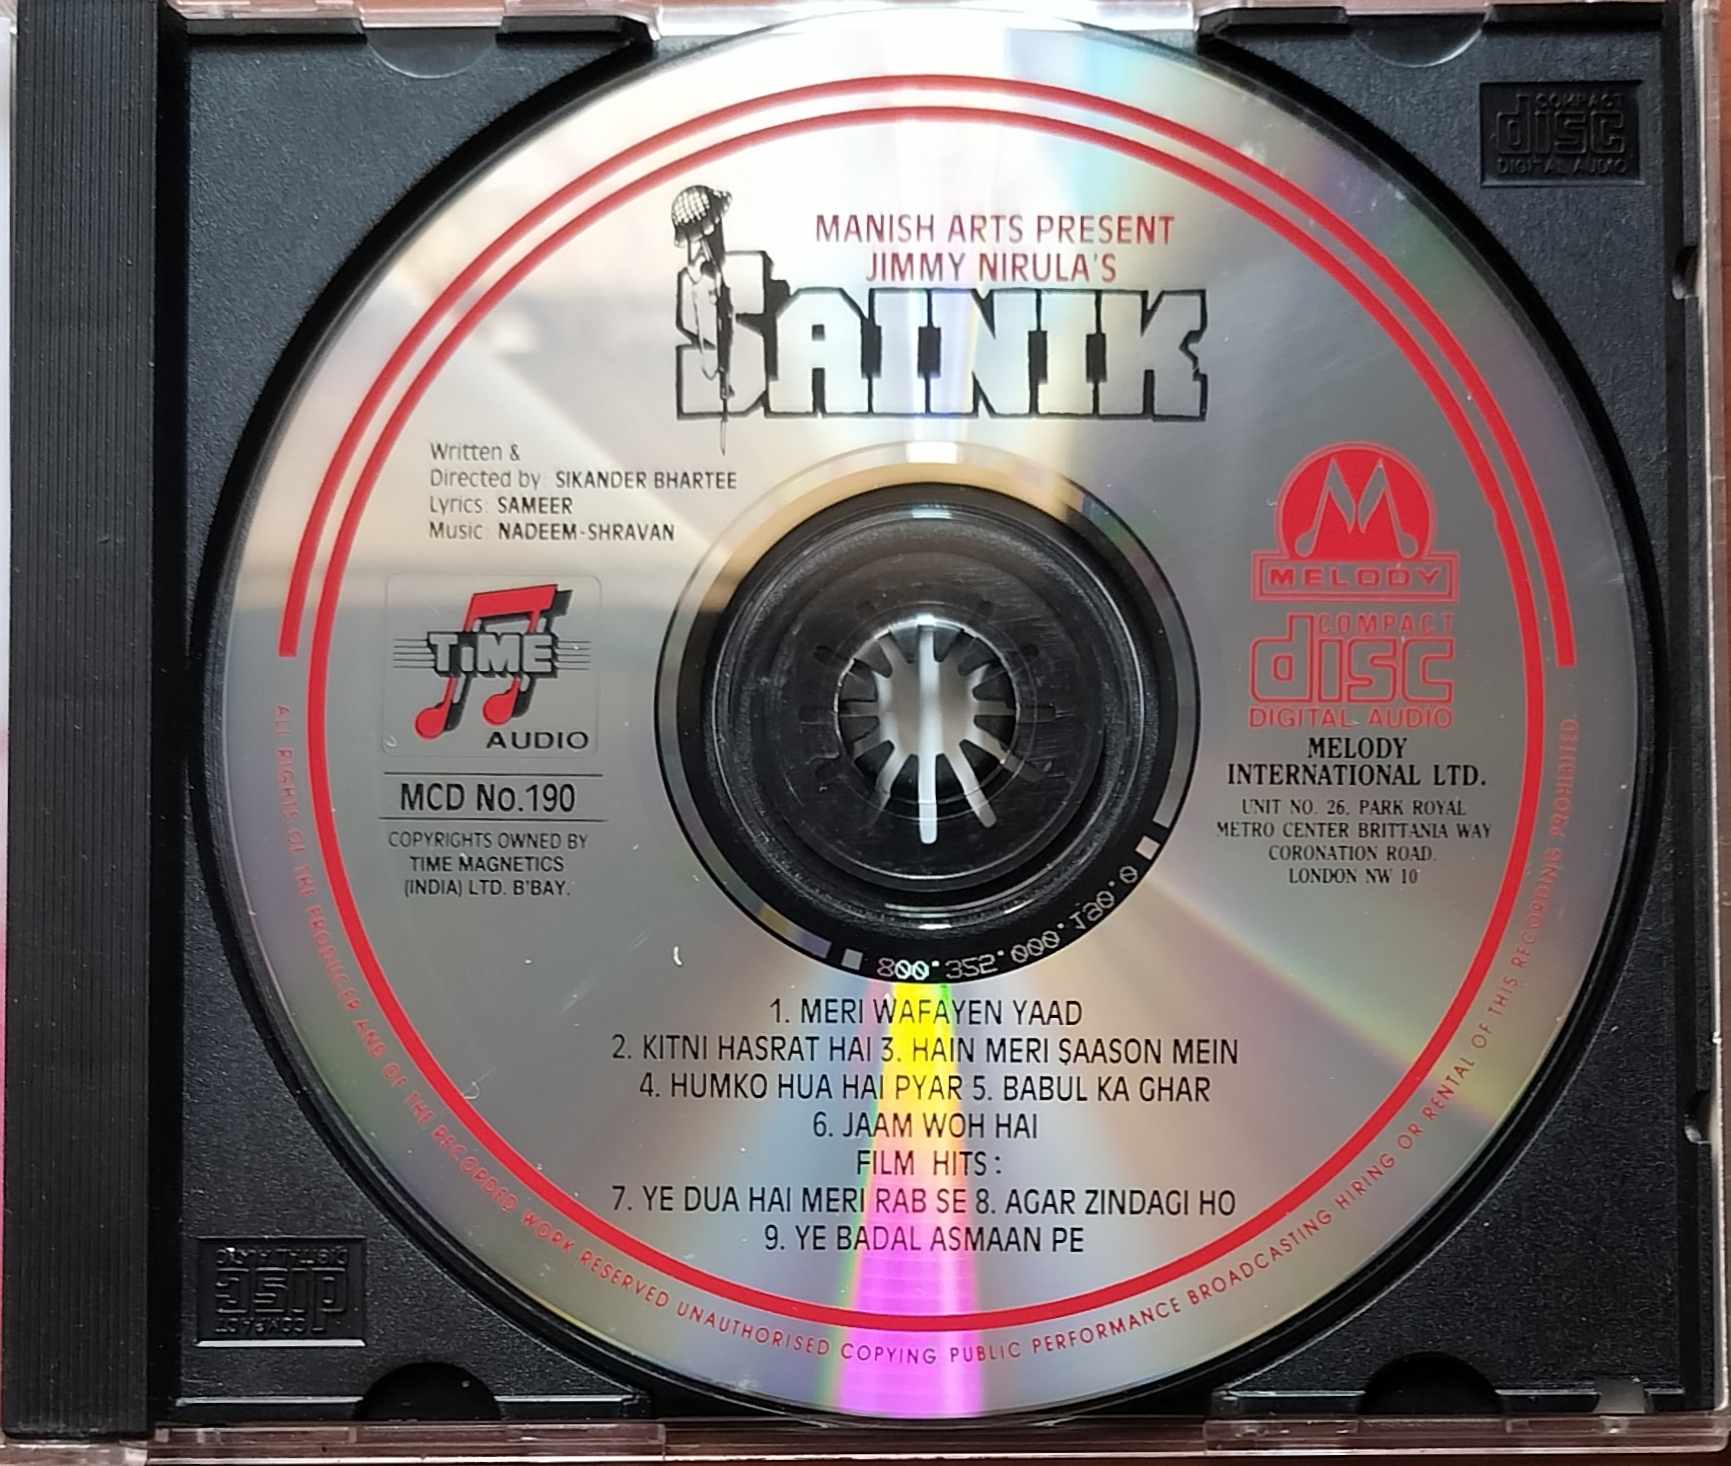 COMPACT
disc
DIGITAL AUDIO
MANISH ARTS PRESENT
JIMMY NIRULA'S
SAINIK
Written &
Directed by: SIKANDER BHARTEE
Lyrics: SAMEER
Music: NADEEM-SHRAVAN
TiME
AUDIO
MCD No.190
COPYRIGHTS OWNED BY
TIME MAGNETICS
(INDIA) LTD. B'BAY.
MELODY
COMPACT
disc
DIGITAL AUDIO
MELODY
INTERNATIONAL LTD.
UNIT NO. 26, PARK ROYAL
METRO CENTER BRITTANIA WAY
CORONATION ROAD.
LONDON NW 10
1. MERI WAFAYEN YAAD
2. KITNI HASRAT HAI 3. HAIN MERI SAASON MEIN
4. HUMKO HUA HAI PYAR 5. BABUL KA GHAR
6. JAAM WOH HAI
FILM HITS:
7. YE DUA HAI MERI RAB SE 8. AGAR ZINDAGI HO
9. YE BADAL ASMAAN PE
ALL RIGHTS OF THE PRODUCER AND OF THE RECORDED WORK RESERVED UNAUTHORISED COPYING PUBLIC PERFORMANCE BROADCASTING HIRING OR RENTAL OF THIS RECORDING PROHIBITED
COMPACT
disc
DIGITAL AUDIO